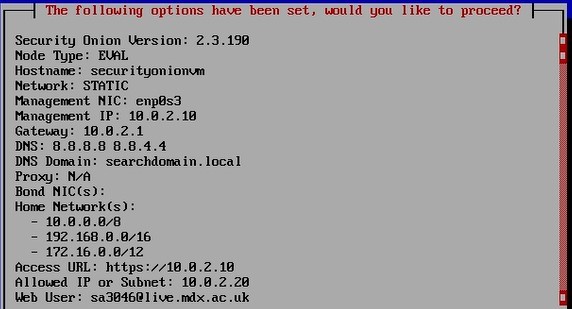 The following options have been set, would you like to proceed?
Security Onion Version: 2.3.190
Node Type: EVAL
Hostname: securityonionvm
Network: STATIC
Management NIC: enp0s3
Management IP: 10.0.2.10
Gateway: 10.0.2.1
DNS: 8.8.8.8 8.8.4.4
DNS Domain: searchdomain.local
Proxy: N/A
Bond NIC(s):
Home Network(s):
- 10.0.0.0/8
- 192.168.0.0/16
- 172.16.0.0/12
Access URL: https://10.0.2.10
Allowed IP or Subnet: 10.0.2.20
Web User: sa3046@live.mdx.ac.uk